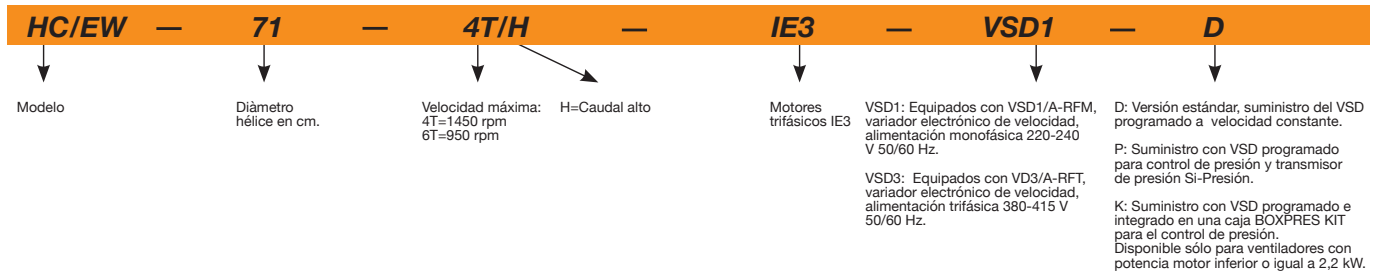 HC/EW — 71 — 4T/H — IE3 — VSD1 — D
Modelo
Diàmetro
hélice en cm.
Velocidad máxima:
4T=1450 rpm
6T=950 rpm
H=Caudal alto
Motores
trifásicos IE3
VSD1: Equipados con VSD1/A-RFM,
variador electrónico de velocidad,
alimentación monofásica 220-240
V 50/60 Hz.
VSD3: Equipados con VD3/A-RFT,
variador electrónico de velocidad,
alimentación trifásica 380-415 V
50/60 Hz.
D: Versión estándar, suministro del VSD
programado a velocidad constante.
P: Suministro con VSD programado
para control de presión y transmisor
de presión Si-Presión.
K: Suministro con VSD programado e
integrado en una caja BOXPRES KIT
para el control de presión.
Disponible sólo para ventiladores con
potencia motor inferior o igual a 2,2 kW.